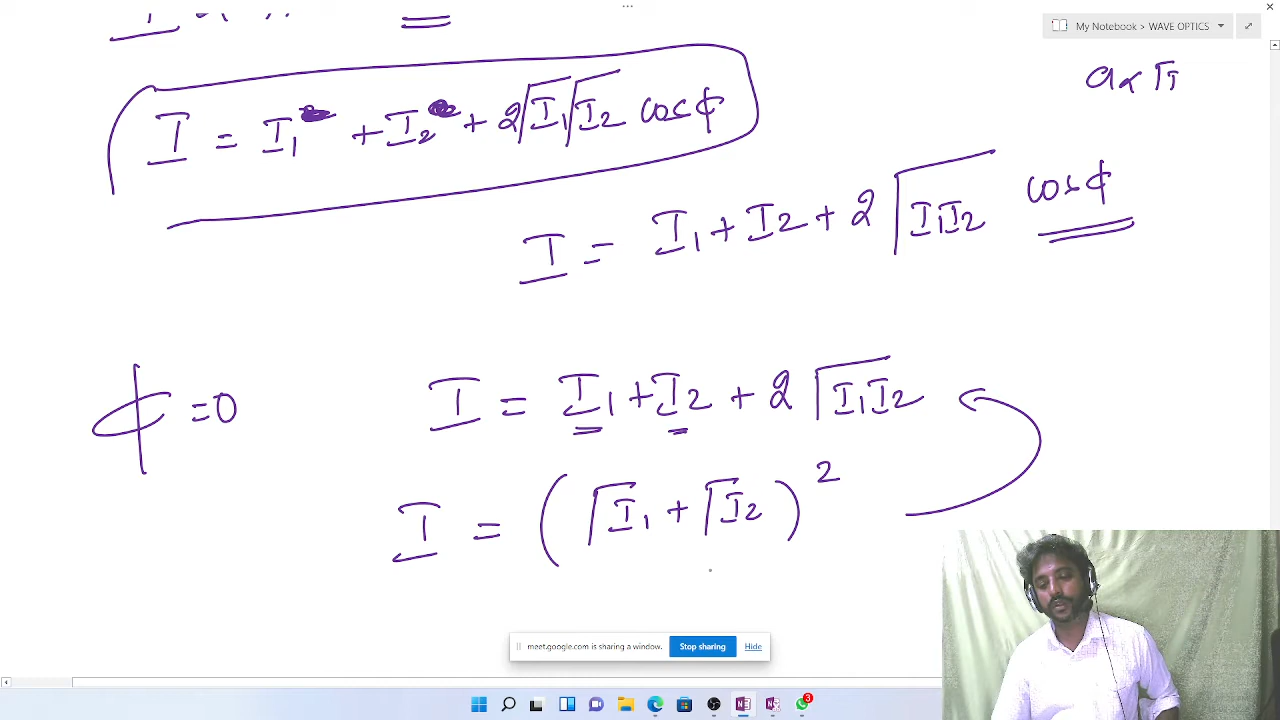 My Notebook > WAVE OPTICS
a α √I
I = I₁ + I₂ + 2√I₁√I₂ cos ϕ
I = I₁ + I₂ + 2√I₁I₂ cos ϕ
ϕ = 0
I = I₁ + I₂ + 2√I₁I₂
I = (√I₁ + √I₂)²
meet.google.com is sharing a window.
Stop sharing
Hide
3